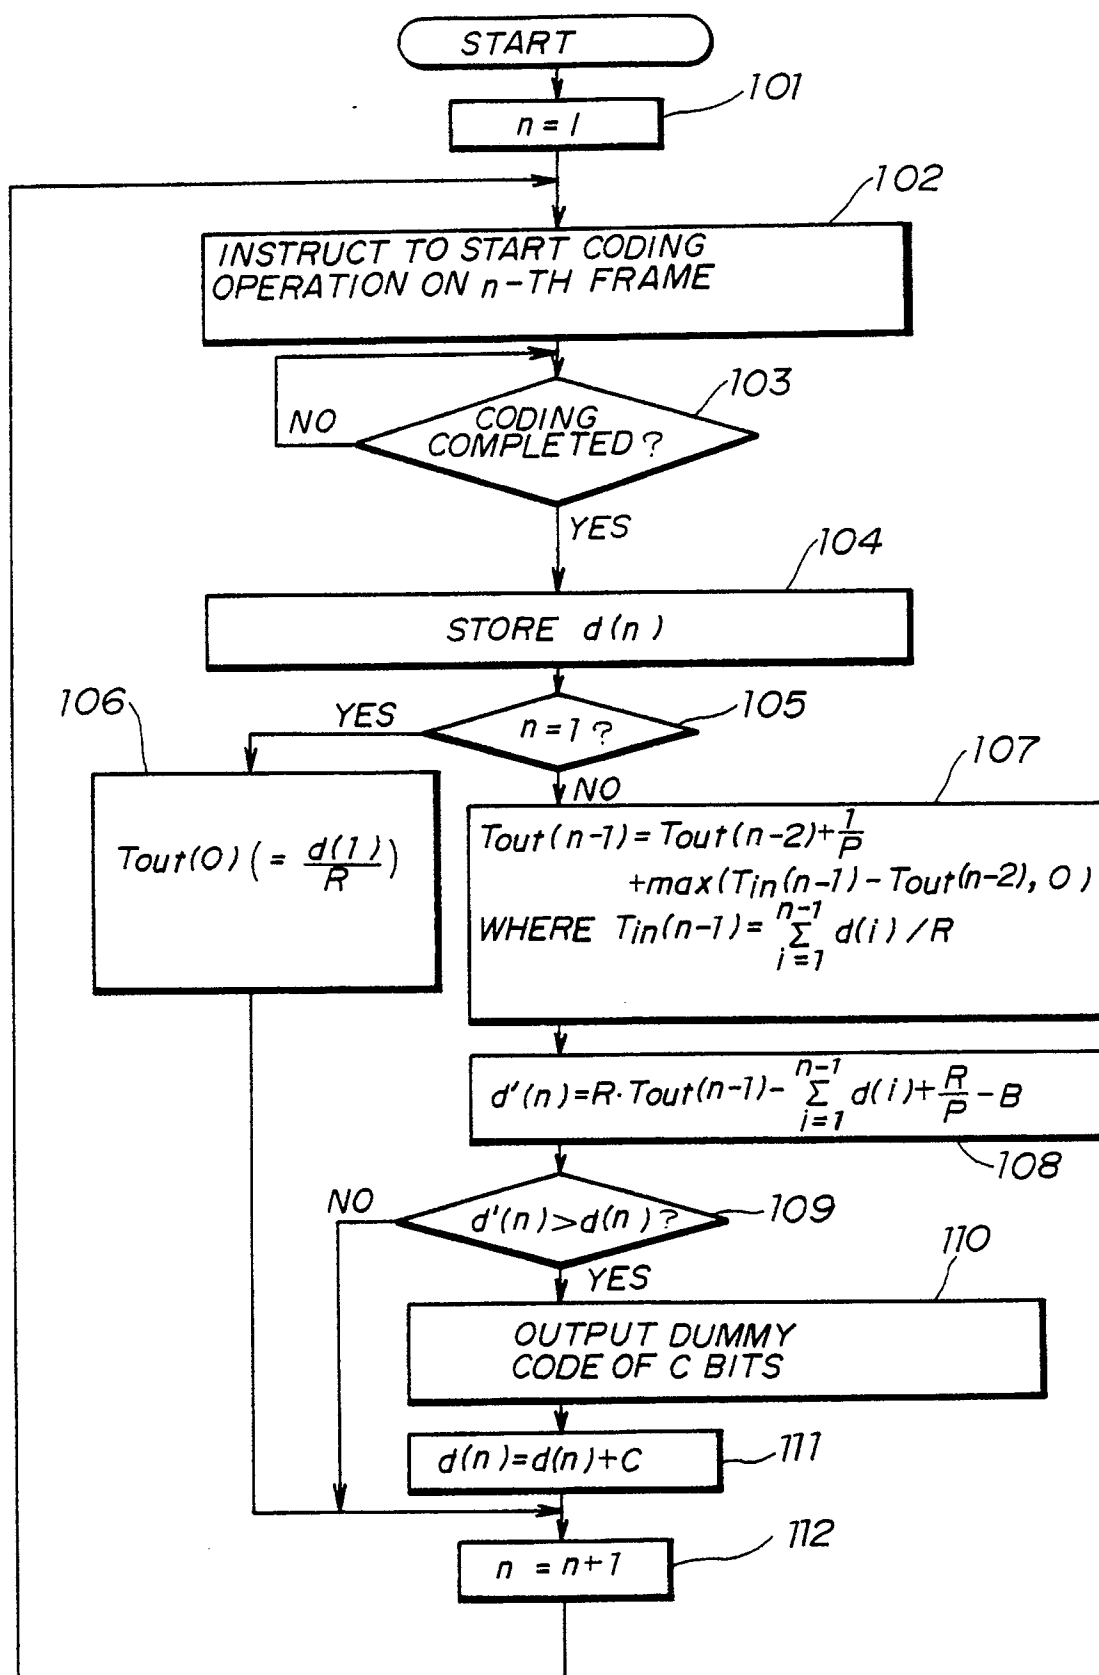 START
101
n = 1
102
INSTRUCT TO START CODING
OPERATION ON n-TH FRAME
103
NO
CODING
COMPLETED ?
YES
104
STORE d(n)
106
YES
n = 1 ?
105
107
NO
Tout(0) ( = d(1)/R )
Tout(n-1) = Tout(n-2) + 1/P
+max(Tin(n-1) - Tout(n-2), 0)
WHERE Tin(n-1) = Σ_{i=1}^{n-1} d(i) / R
d'(n) = R· Tout(n-1) - Σ_{i=1}^{n-1} d(i) + R/P - B
108
NO
d'(n) > d(n) ?
109
110
YES
OUTPUT DUMMY
CODE OF C BITS
d(n) = d(n) + C
111
112
n = n+1